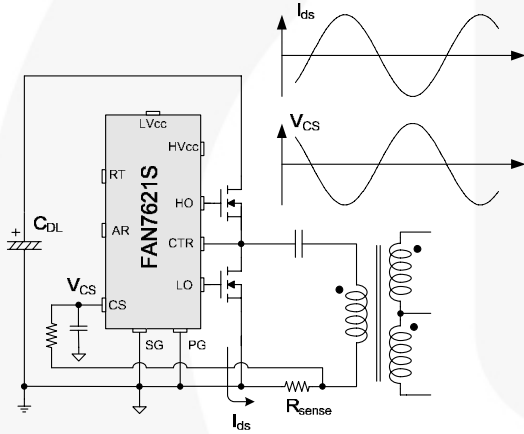 Ids
VCS
LVcc
HVcc
RT
HO
FAN7621S
AR
CTR
CDL
+
LO
VCS
CS
SG
PG
Ids
Rsense